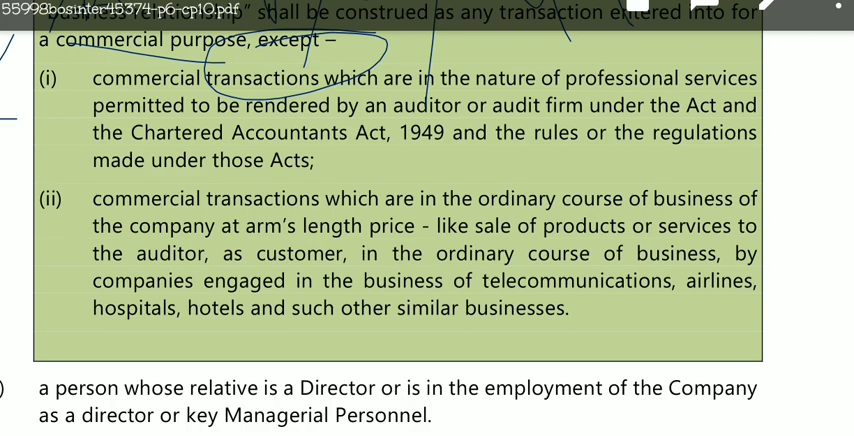 55998bosinter45374-p6-cp10.pdf
"business relationship" shall be construed as any transaction entered into for
a commercial purpose, except –
(i) commercial transactions which are in the nature of professional services
permitted to be rendered by an auditor or audit firm under the Act and
the Chartered Accountants Act, 1949 and the rules or the regulations
made under those Acts;
(ii) commercial transactions which are in the ordinary course of business of
the company at arm's length price - like sale of products or services to
the auditor, as customer, in the ordinary course of business, by
companies engaged in the business of telecommunications, airlines,
hospitals, hotels and such other similar businesses.
) a person whose relative is a Director or is in the employment of the Company
as a director or key Managerial Personnel.